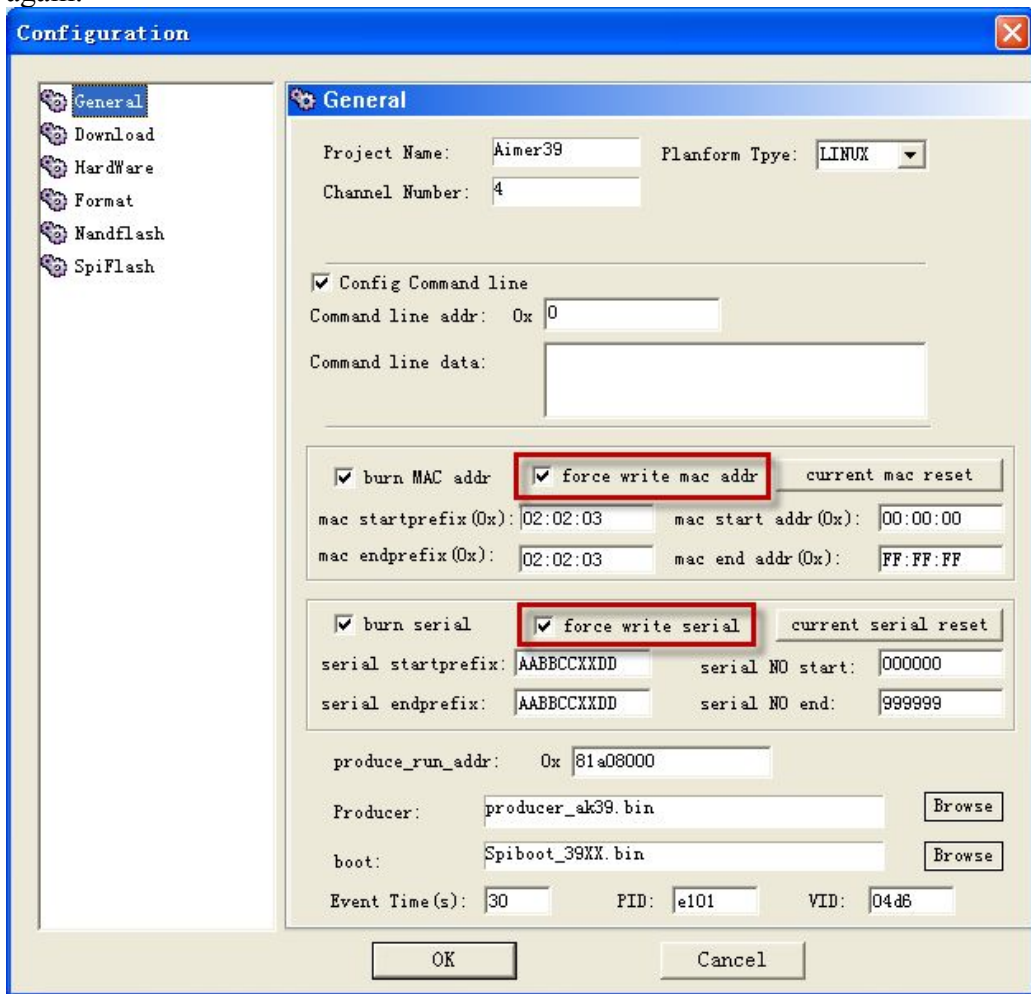 again.
Configuration
General
Download
HardWare
Format
Nandflash
SpiFlash
General
Project Name: Aimer39 Planform Tpye: LINUX
Channel Number: 4
Config Command line
Command line addr: 0x 0
Command line data:
burn MAC addr force write mac addr current mac reset
mac startprefix(0x): 02:02:03 mac start addr(0x): 00:00:00
mac endprefix(0x): 02:02:03 mac end addr(0x): FF:FF:FF
burn serial force write serial current serial reset
serial startprefix: AABBCCXXDD serial NO start: 000000
serial endprefix: AABBCCXXDD serial NO end: 999999
produce_run_addr: 0x 81a08000
Producer: producer_ak39.bin Browse
boot: Spiboot_39XX.bin Browse
Event Time(s): 30 PID: e101 VID: 04d6
OK Cancel